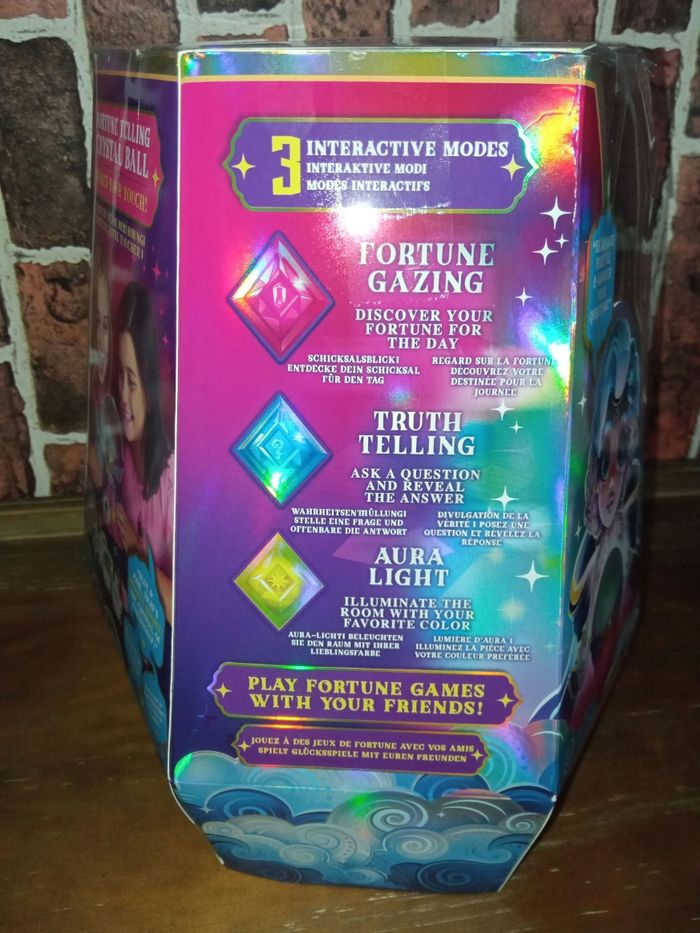 FORTUNE TELLING
CRYSTAL BALL
YOUR TOUCH!
3 INTERACTIVE MODES
INTERAKTIVE MODI
MODES INTERACTIFS
FORTUNE
GAZING
DISCOVER YOUR
FORTUNE FOR
THE DAY
SCHICKSALSBLICK |
ENTDECKE DEIN SCHICKSAL
FÜR DEN TAG
REGARD SUR LA FORTUNE
DÉCOUVREZ VOTRE
DESTINÉE POUR LA
JOURNÉE
TRUTH
TELLING
ASK A QUESTION
AND REVEAL
THE ANSWER
WAHRHEITSENTHÜLLUNG |
STELLE EINE FRAGE UND
OFFENBARE DIE ANTWORT
DIVULGATION DE LA
VÉRITÉ | POSEZ UNE
QUESTION ET RÉVÉLEZ LA
RÉPONSE
AURA
LIGHT
ILLUMINATE THE
ROOM WITH YOUR
FAVORITE COLOR
AURA-LICHT | BELEUCHTEN
SIE DEN RAUM MIT IHRER
LIEBLINGSFARBE
LUMIÈRE D'AURA |
ILLUMINEZ LA PIÈCE AVEC
VOTRE COULEUR PRÉFÉRÉE
PLAY FORTUNE GAMES
WITH YOUR FRIENDS!
JOUEZ À DES JEUX DE FORTUNE AVEC VOS AMIS
SPIELT GLÜCKSSPIELE MIT EUREN FREUNDEN